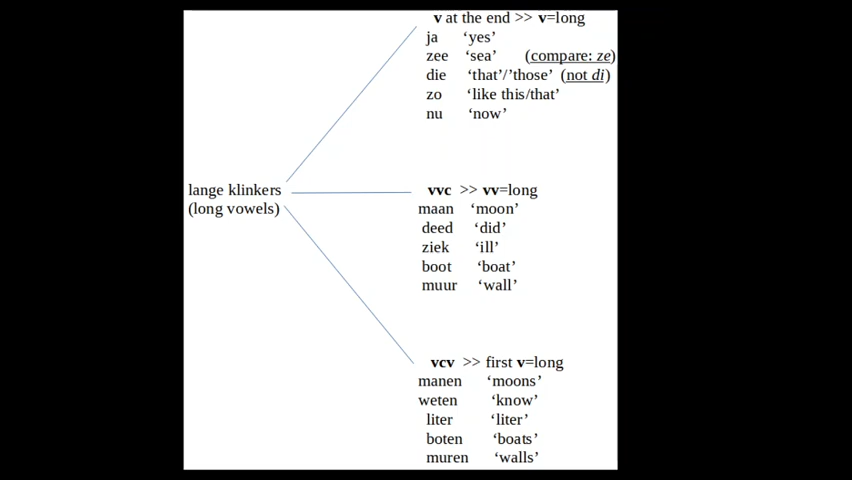 v at the end >> v=long
ja ‘yes’
zee ‘sea’ (compare: ze)
die ‘that’/’those’ (not di)
zo ‘like this/that’
nu ‘now’
lange klinkers
(long vowels)
vvc >> vv=long
maan ‘moon’
deed ‘did’
ziek ‘ill’
boot ‘boat’
muur ‘wall’
vcv >> first v=long
manen ‘moons’
weten ‘know’
liter ‘liter’
boten ‘boats’
muren ‘walls’